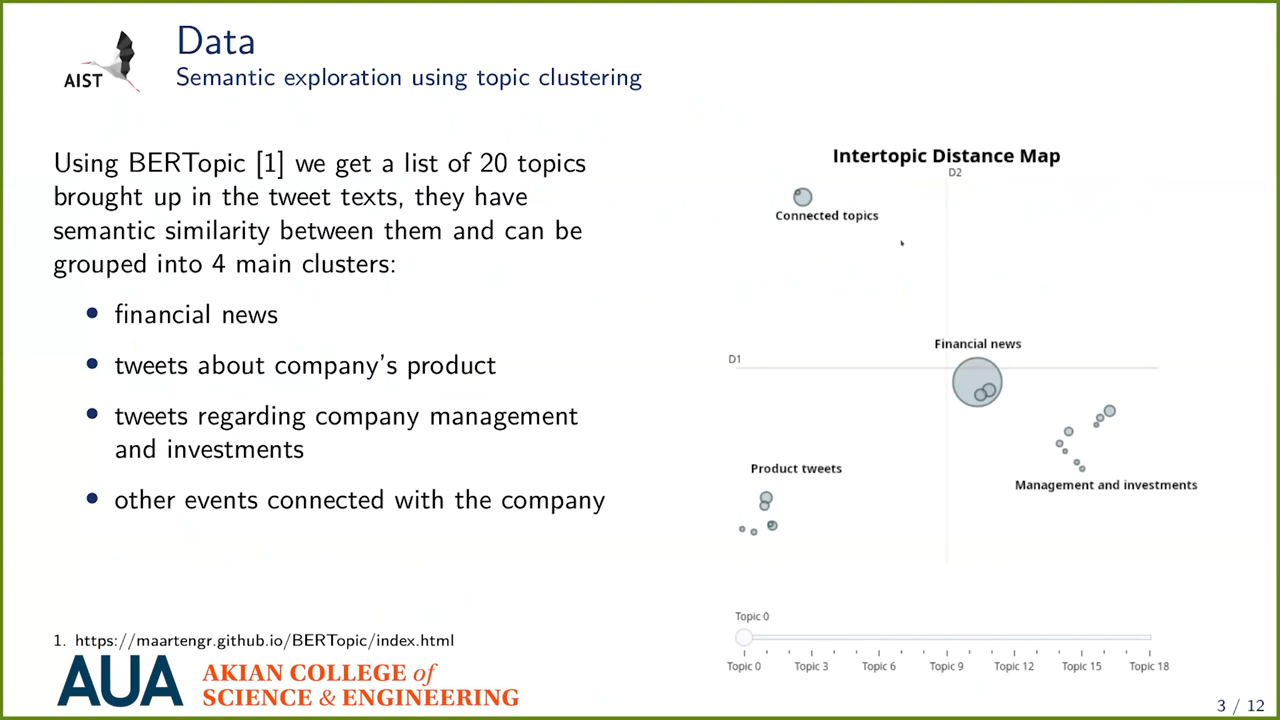 AIST
Data
Semantic exploration using topic clustering
Using BERTopic [1] we get a list of 20 topics
brought up in the tweet texts, they have
semantic similarity between them and can be
grouped into 4 main clusters:
• financial news
• tweets about company's product
• tweets regarding company management
and investments
• other events connected with the company
Intertopic Distance Map
D2
Connected topics
Financial news
D1
Product tweets
Management and investments
Topic 0
Topic 0 Topic 3 Topic 6 Topic 9 Topic 12 Topic 15 Topic 18
1. https://maartengr.github.io/BERTopic/index.html
AUA
AKIAN COLLEGE of
SCIENCE & ENGINEERING
3 / 12